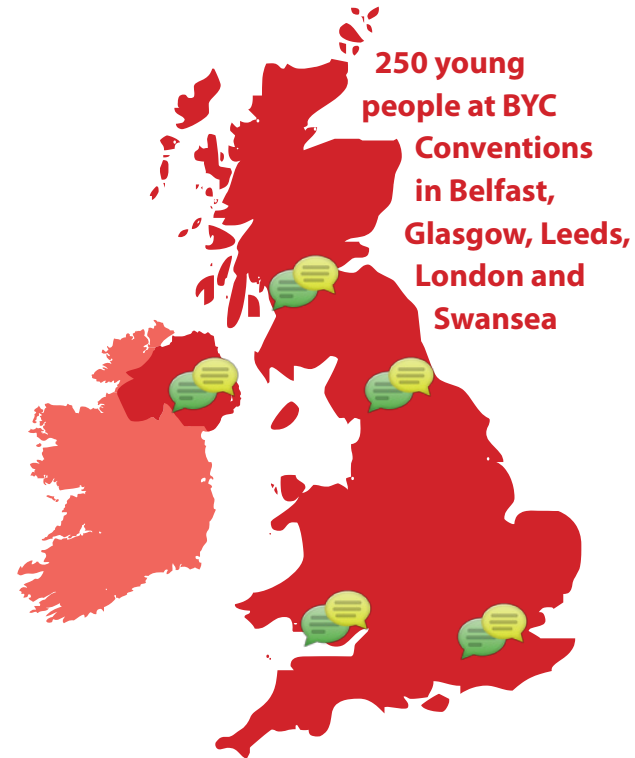 250 young
people at BYC
Conventions
in Belfast,
Glasgow, Leeds,
London and
Swansea